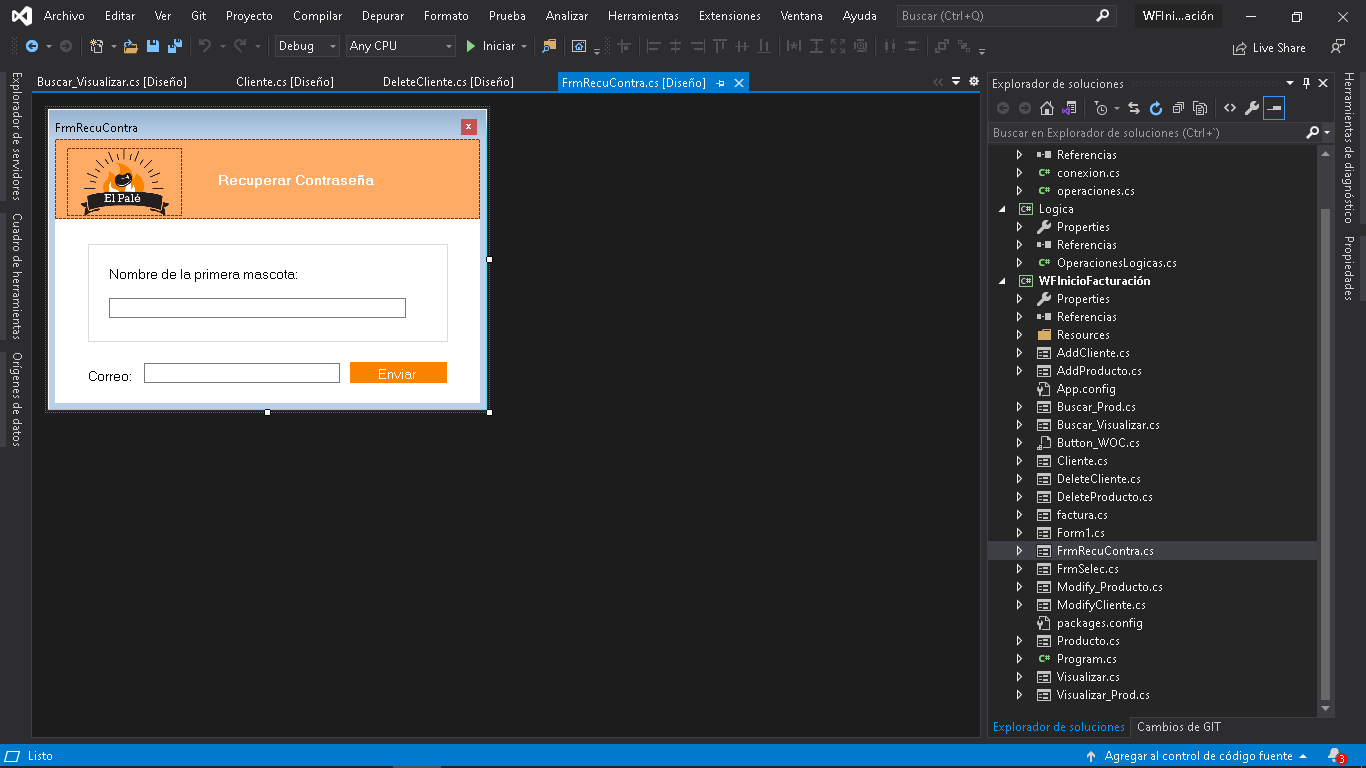 Archivo Editar Ver Git Proyecto Compilar Depurar Formato Prueba Analizar Herramientas Extensiones Ventana Ayuda Buscar (Ctrl+Q) WFIni...ación
Debug Any CPU Iniciar Live Share
Buscar_Visualizar.cs [Diseño] Cliente.cs [Diseño] DeleteCliente.cs [Diseño] FrmRecuContra.cs [Diseño]
Explorador de servidores
Cuadro de herramientas
Orígenes de datos
FrmRecuContra
El Palé
Recuperar Contraseña
Nombre de la primera mascota:
Correo:
Enviar
Explorador de soluciones
Buscar en Explorador de soluciones (Ctrl+`)
Referencias
conexion.cs
operaciones.cs
Logica
Properties
Referencias
OperacionesLogicas.cs
WFInicioFacturación
Properties
Referencias
Resources
AddCliente.cs
AddProducto.cs
App.config
Buscar_Prod.cs
Buscar_Visualizar.cs
Button_WOC.cs
Cliente.cs
DeleteCliente.cs
DeleteProducto.cs
factura.cs
Form1.cs
FrmRecuContra.cs
FrmSelec.cs
Modify_Producto.cs
ModifyCliente.cs
packages.config
Producto.cs
Program.cs
Visualizar.cs
Visualizar_Prod.cs
Explorador de soluciones Cambios de GIT
Herramientas de diagnóstico
Propiedades
Listo
Agregar al control de código fuente
3